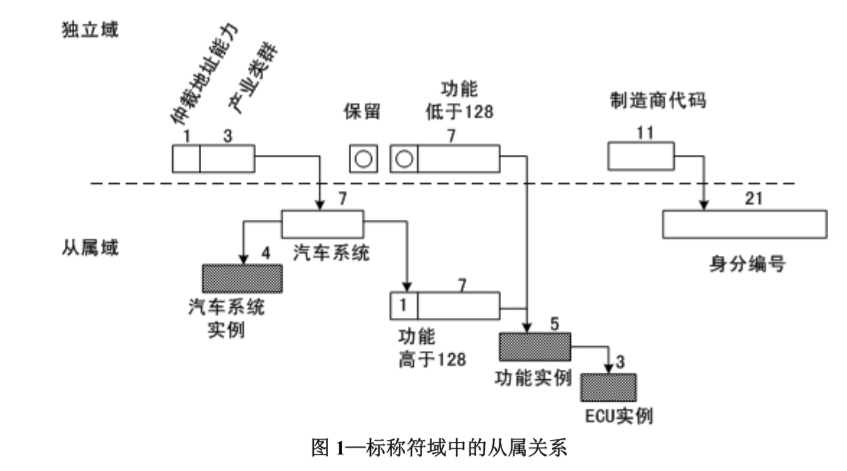 独立域
仲裁地址能力
产业类群
1
3
保留
功能
低于128
7
制造商代码
11
从属域
7
汽车系统
4
汽车系统
实例
1
7
功能
高于128
5
功能实例
3
ECU实例
21
身分编号
图 1—标称符域中的从属关系